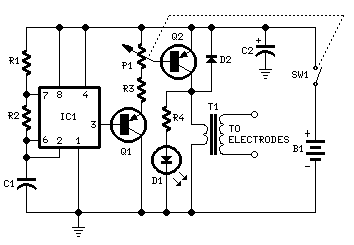 Q2
C2
R1
P1
D2
SW1
7 8 4
R3
R2
IC1
R4
T1
3
TO
ELECTRODES
6 2 1
Q1
+
B1
-
C1
D1
+
+